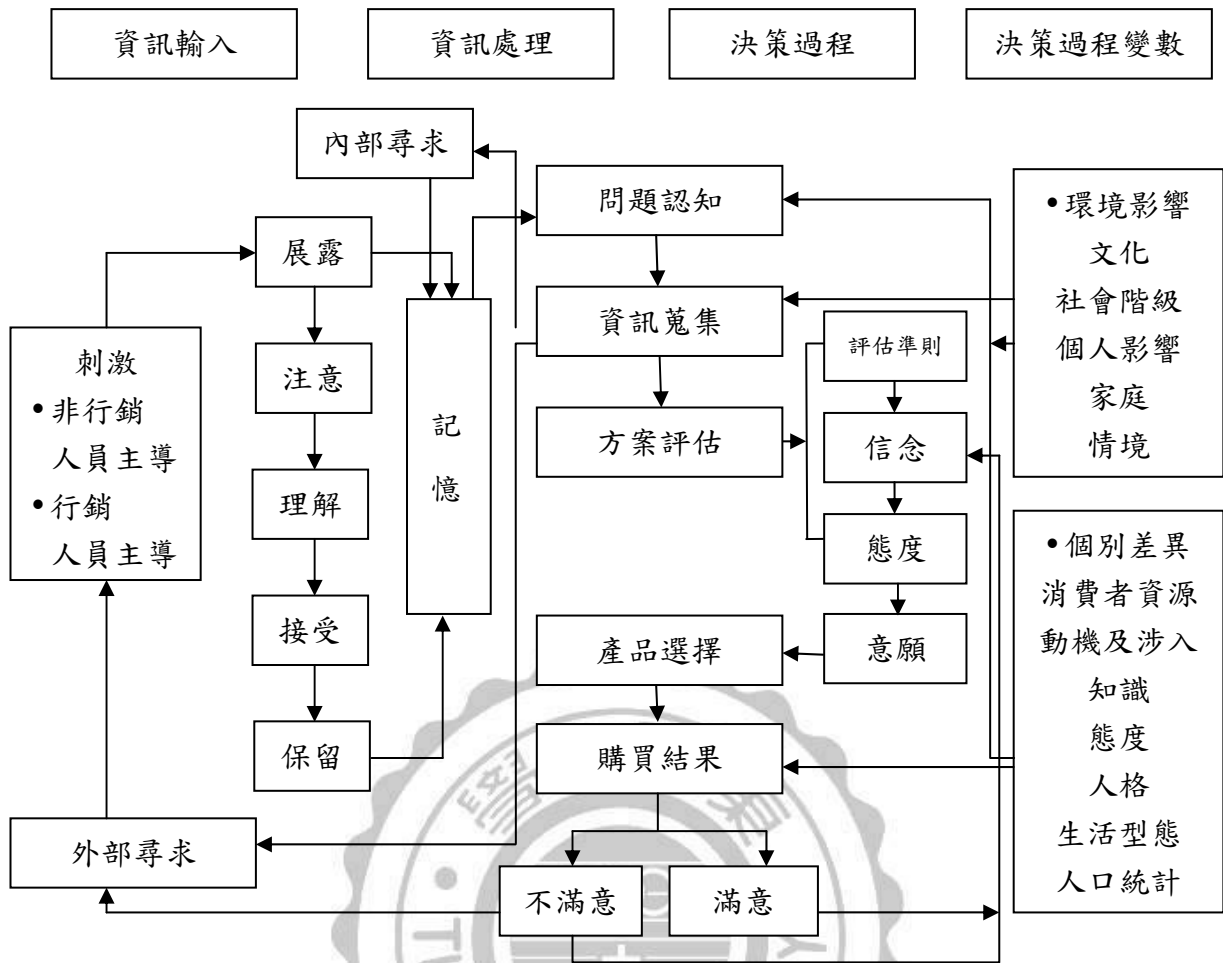 資訊輸入
資訊處理
決策過程
決策過程變數
內部尋求
展露
注意
理解
接受
保留
記
憶
刺激
•非行銷
人員主導
•行銷
人員主導
外部尋求
問題認知
資訊蒐集
方案評估
評估準則
信念
態度
意願
產品選擇
購買結果
不滿意
滿意
•環境影響
文化
社會階級
個人影響
家庭
情境
•個別差異
消費者資源
動機及涉入
知識
態度
人格
生活型態
人口統計